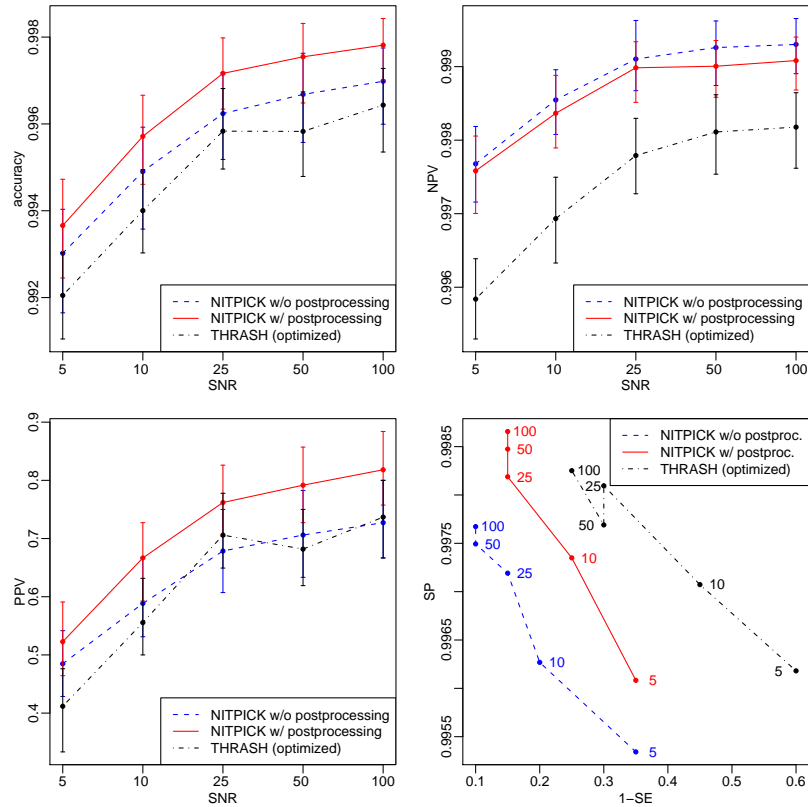 accuracy
0.998
0.996
0.994
0.992
NITPICK w/o postprocessing
NITPICK w/ postprocessing
THRASH (optimized)
5 10 25 50 100
SNR
NPV
0.999
0.998
0.997
0.996
NITPICK w/o postprocessing
NITPICK w/ postprocessing
THRASH (optimized)
5 10 25 50 100
SNR
PPV
0.9
0.8
0.7
0.6
0.5
0.4
NITPICK w/o postprocessing
NITPICK w/ postprocessing
THRASH (optimized)
5 10 25 50 100
SNR
SP
0.9985
0.9975
0.9965
0.9955
NITPICK w/o postproc.
NITPICK w/ postproc.
THRASH (optimized)
100
50
25
10
5
100
25
50
10
5
100
50
25
10
5
0.1 0.2 0.3 0.4 0.5 0.6
1−SE